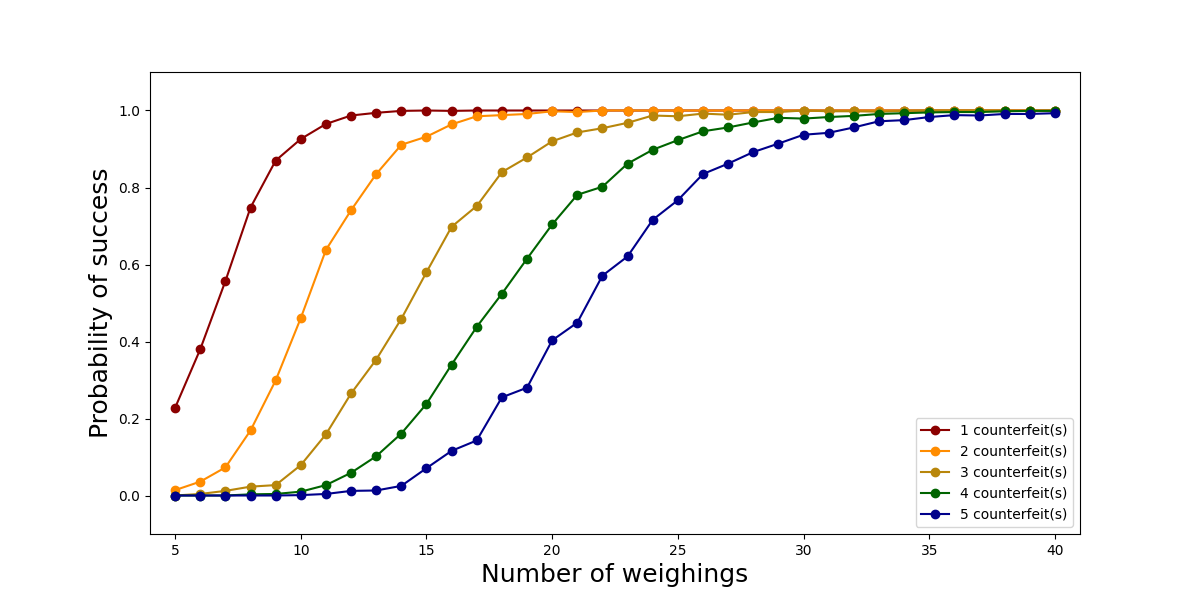 Probability of success
1.0
0.8
0.6
0.4
0.2
0.0
5 10 15 20 25 30 35 40
Number of weighings
1 counterfeit(s)
2 counterfeit(s)
3 counterfeit(s)
4 counterfeit(s)
5 counterfeit(s)